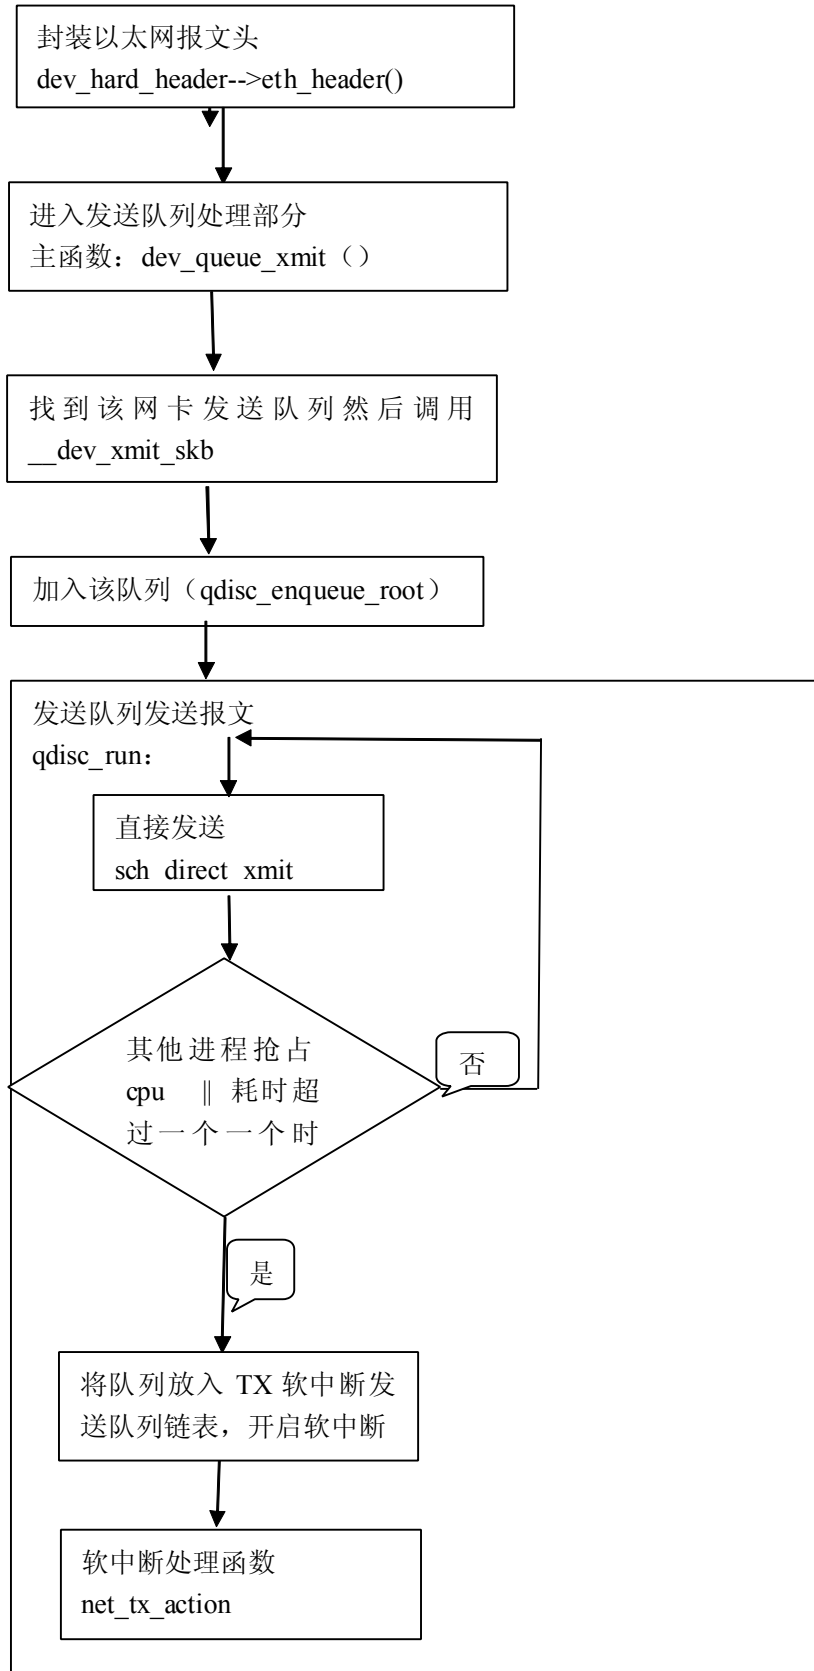 封装以太网报文头
dev_hard_header-->eth_header()
进入发送队列处理部分
主函数：dev_queue_xmit（）
找到该网卡发送队列然后调用
__dev_xmit_skb
加入该队列（qdisc_enqueue_root）
发送队列发送报文
qdisc_run：
直接发送
sch_direct_xmit
其他进程抢占
cpu || 耗时超
过一个一个时
否
是
将队列放入 TX 软中断发
送队列链表，开启软中断
软中断处理函数
net_tx_action